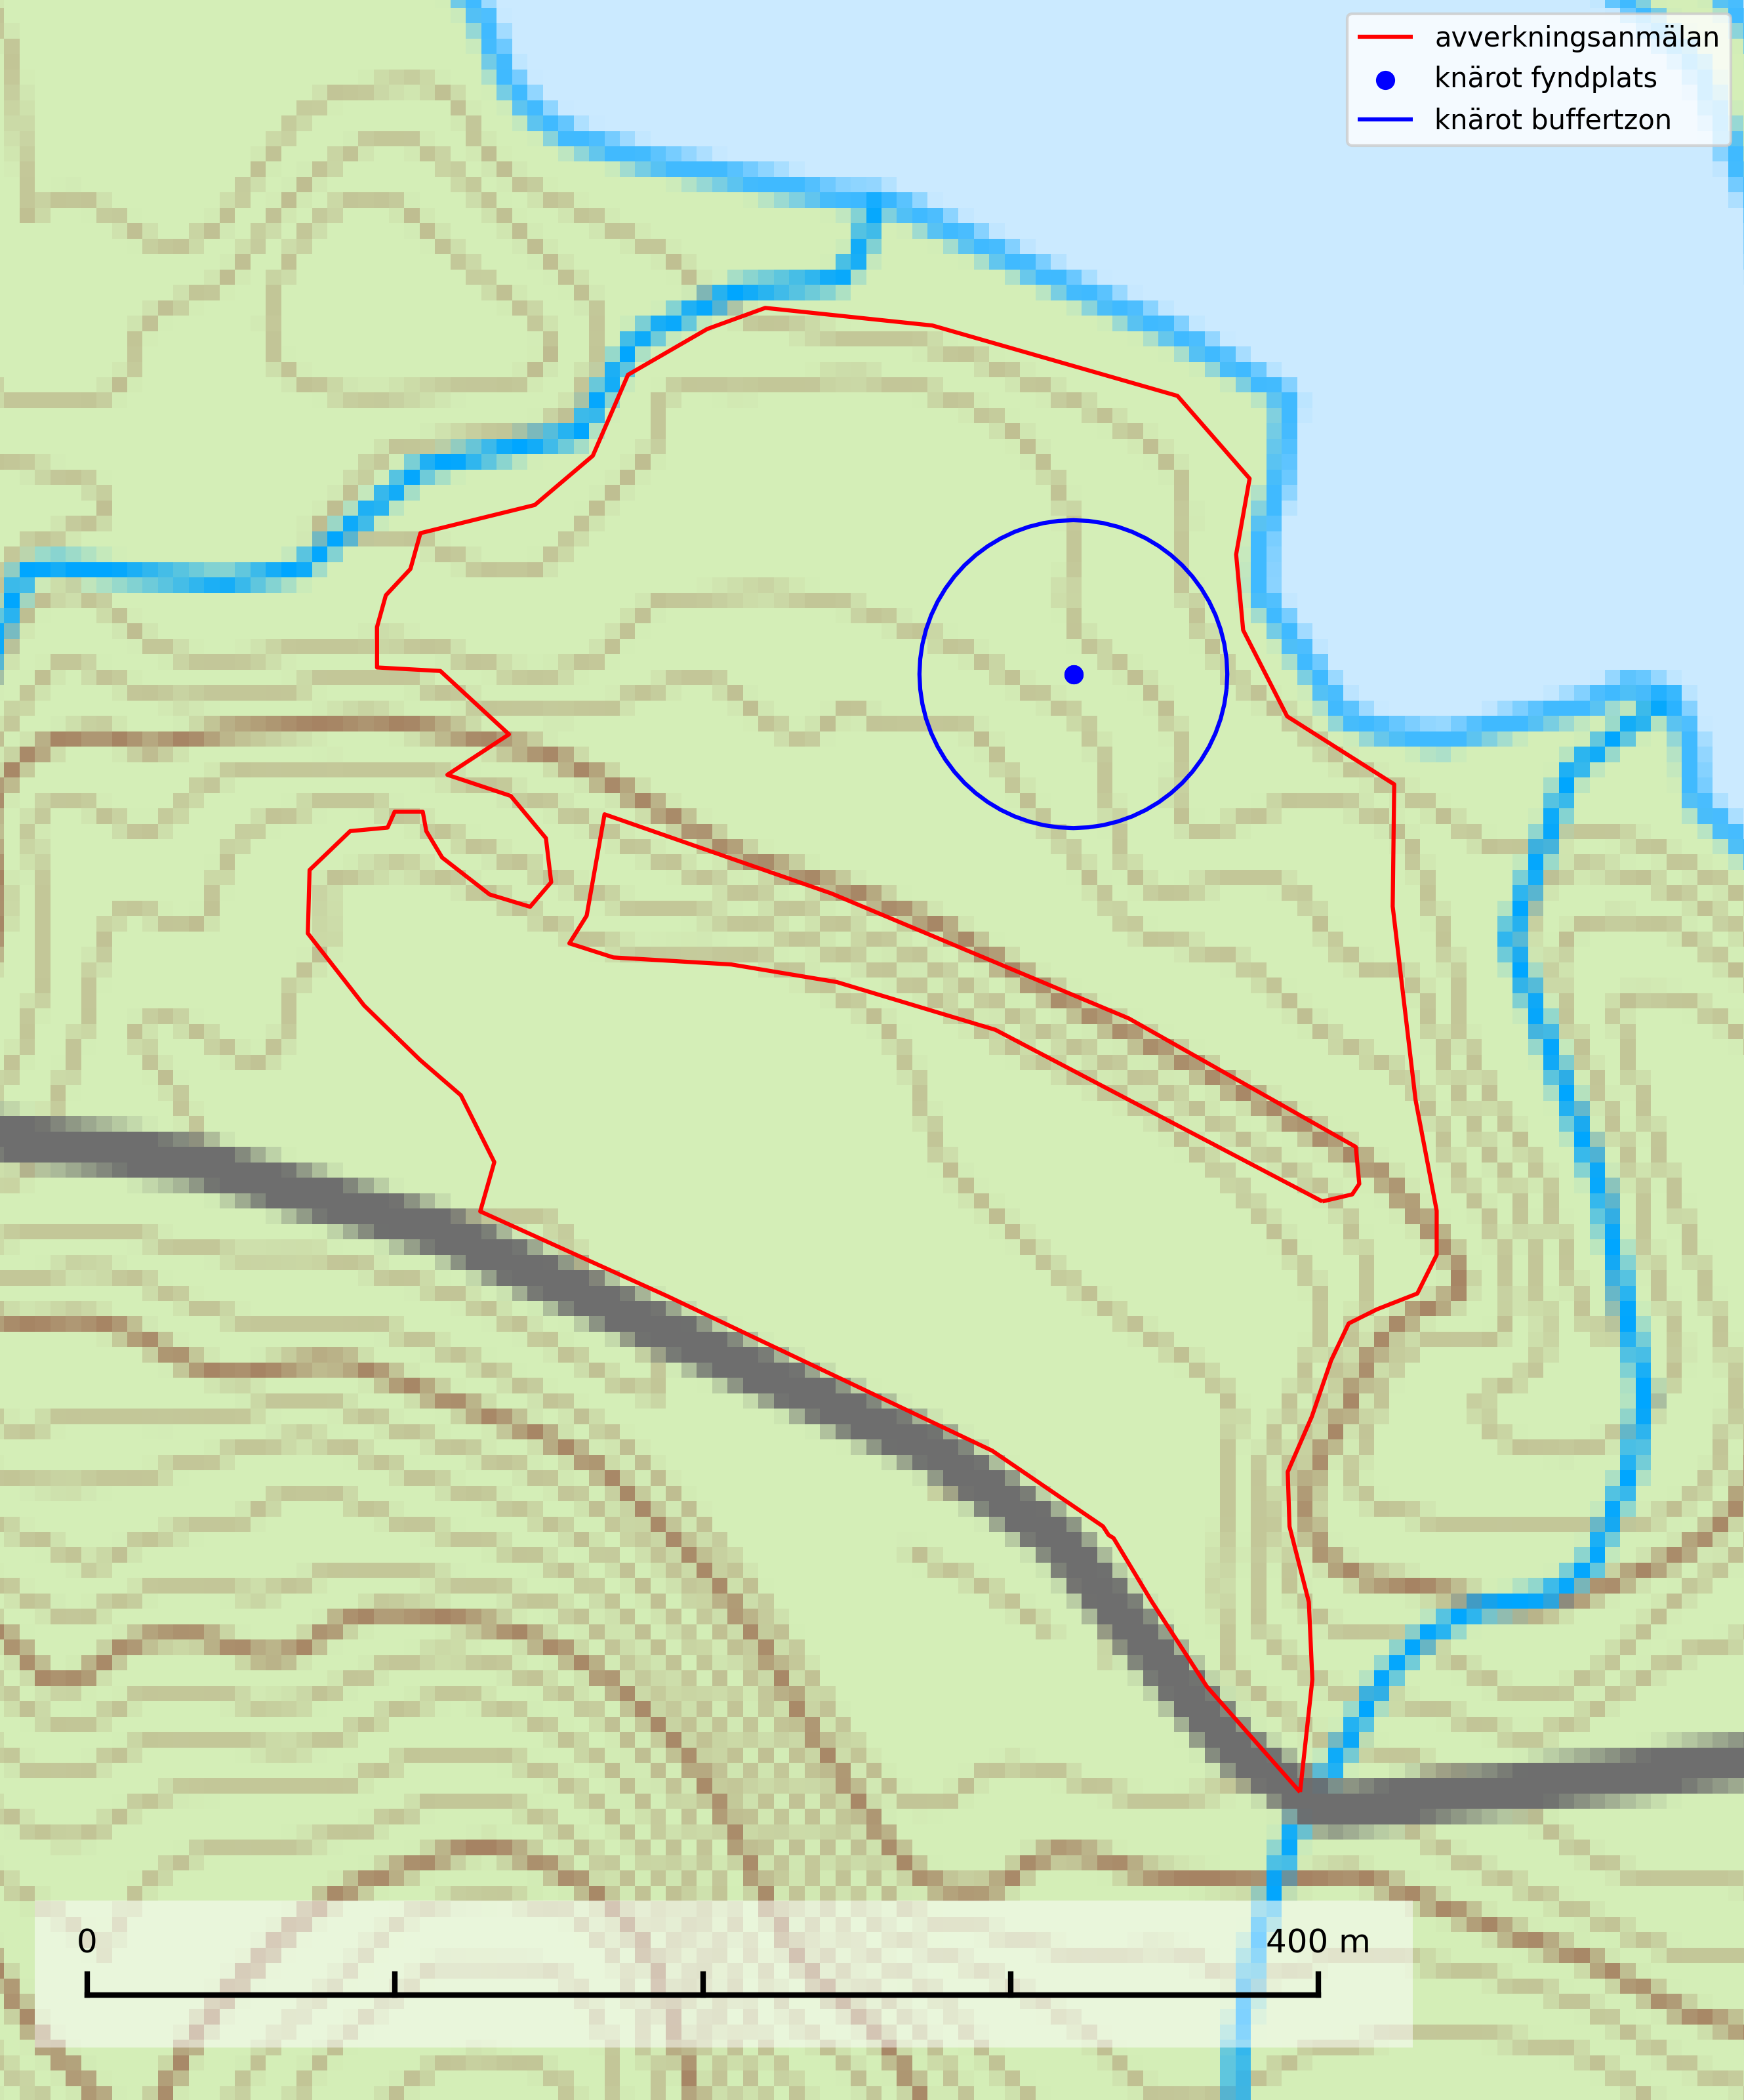 avverkningsanmälan
knärot fyndplats
knärot buffertzon
0 400 m